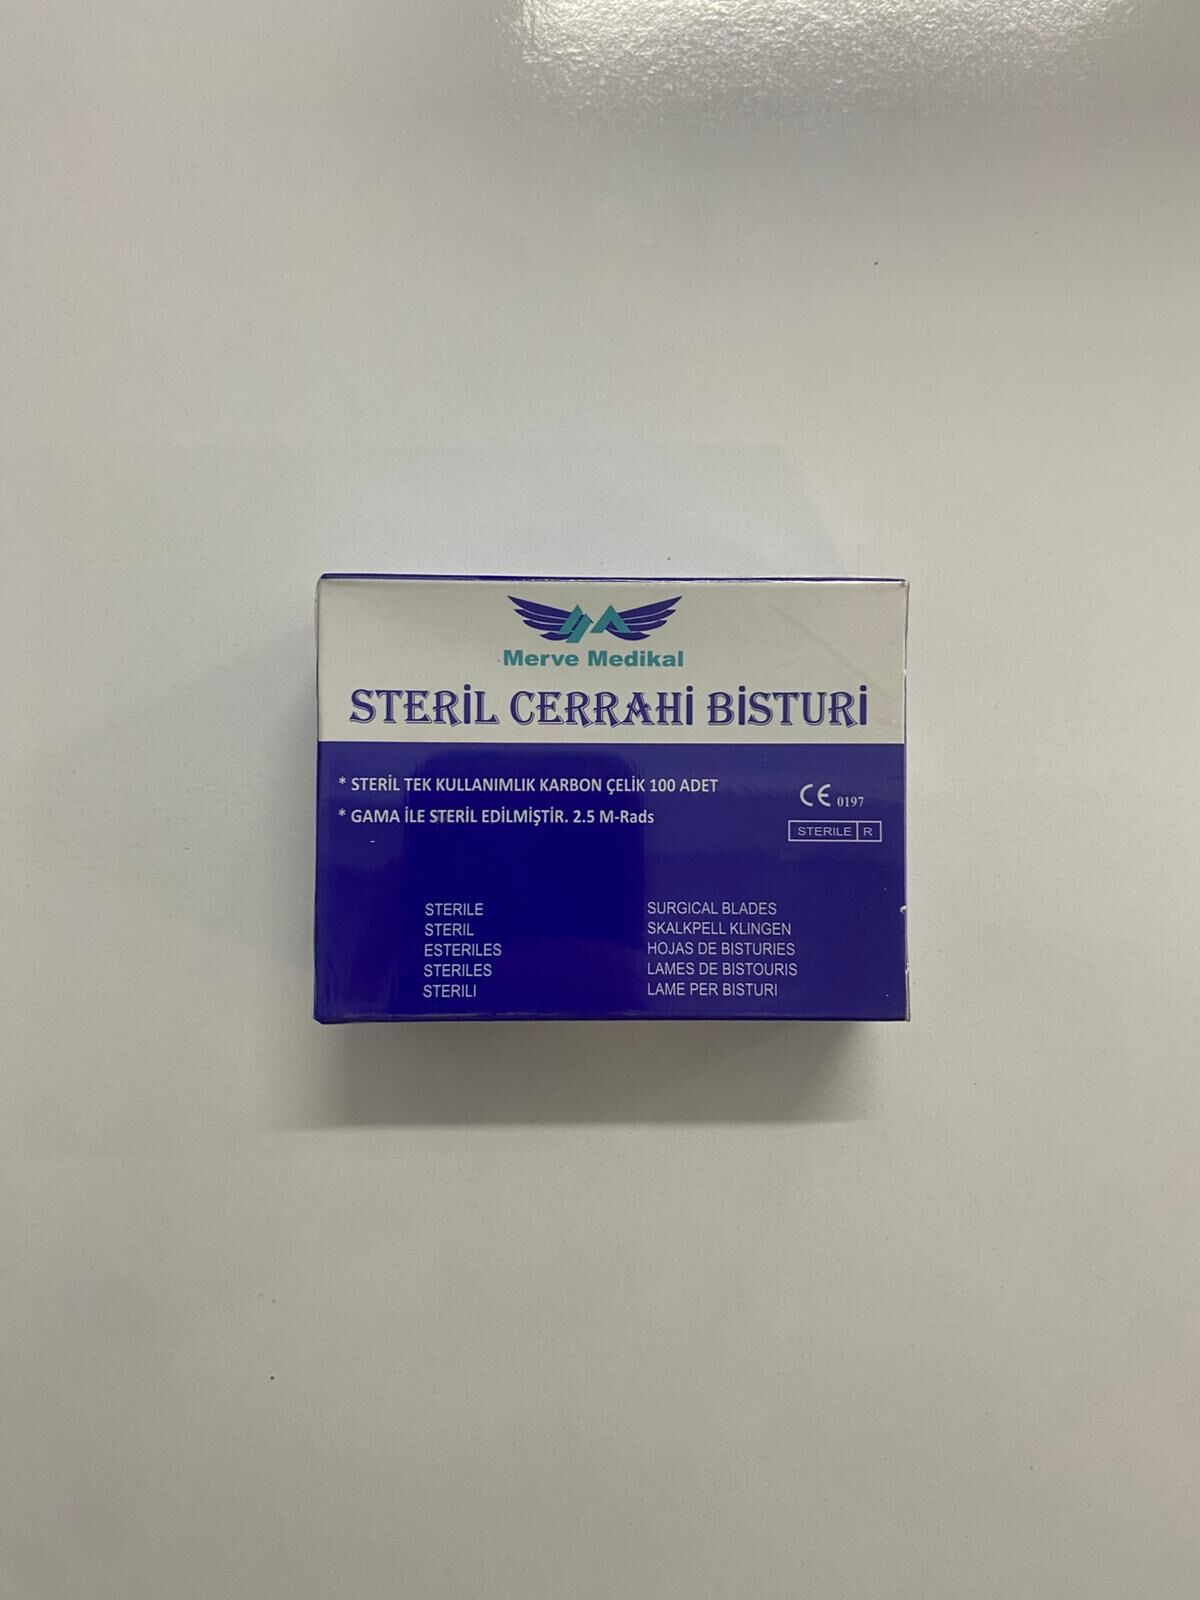 Merve Medikal
STERİL CERRAHİ BİSTURİ
* STERİL TEK KULLANIMLIK KARBON ÇELİK 100 ADET
* GAMA İLE STERİL EDİLMİŞTİR. 2.5 M-Rads
CE 0197
STERILE R
STERILE SURGICAL BLADES
STERIL SKALKPELL KLINGEN
ESTERILES HOJAS DE BISTURIES
STERILES LAMES DE BISTOURIS
STERILI LAME PER BISTURI